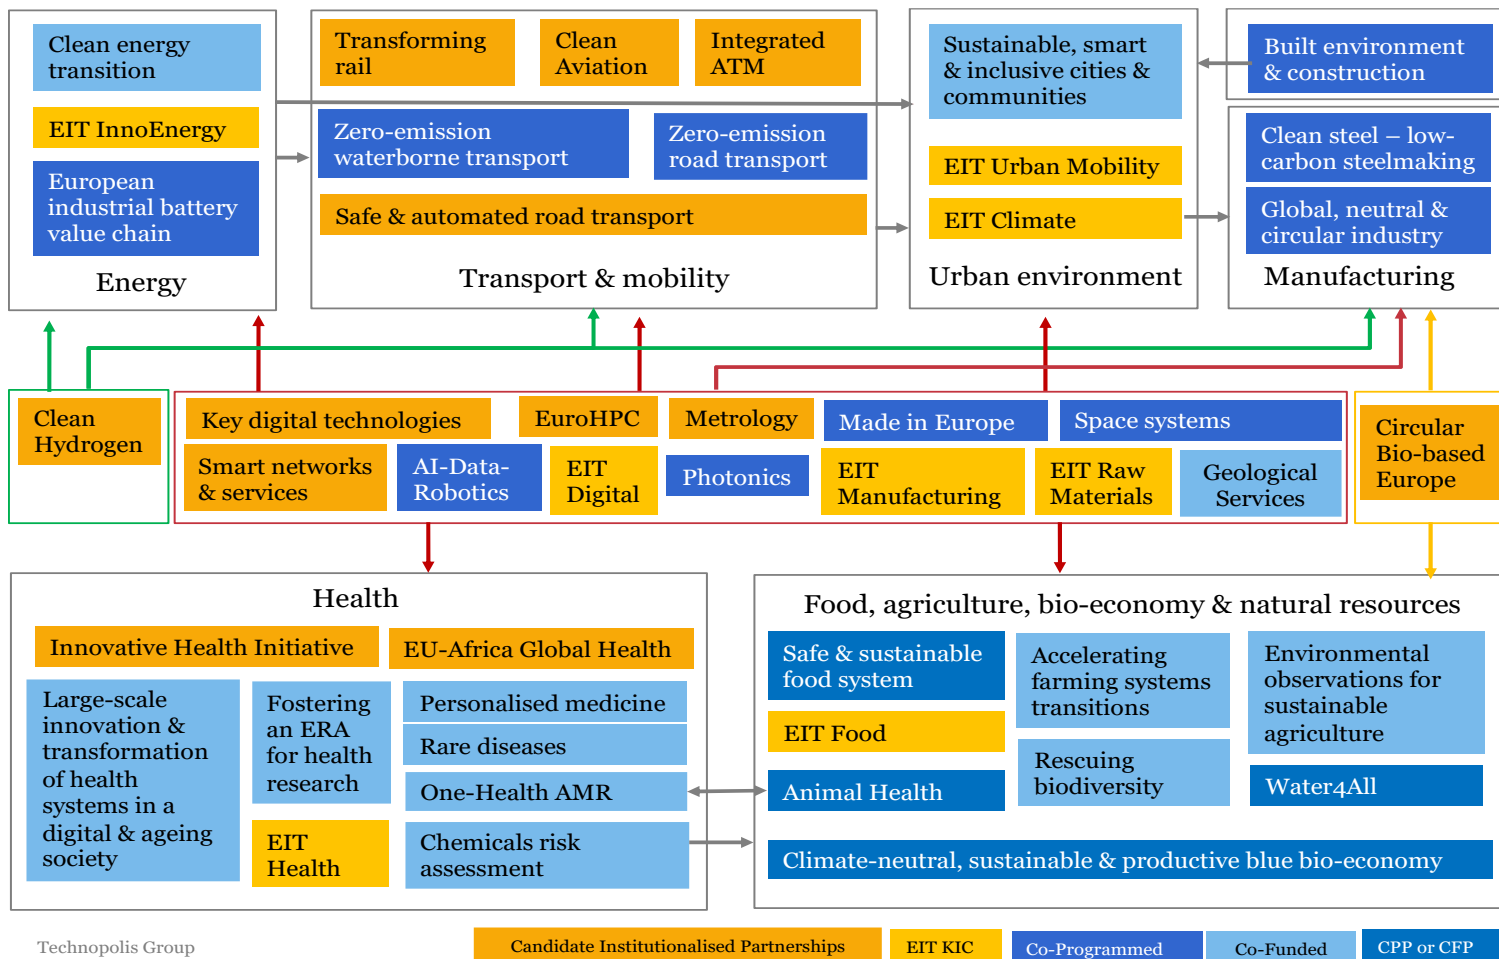 Clean energy
transition
EIT InnoEnergy
European
industrial battery
value chain
Energy
Transforming
rail
Clean
Aviation
Integrated
ATM
Zero-emission
waterborne transport
Zero-emission
road transport
Safe & automated road transport
Transport & mobility
Sustainable, smart
& inclusive cities &
communities
EIT Urban Mobility
EIT Climate
Urban environment
Built environment
& construction
Clean steel – low-
carbon steelmaking
Global, neutral &
circular industry
Manufacturing
Clean
Hydrogen
Key digital technologies
EuroHPC
Metrology
Made in Europe
Space systems
Smart networks
& services
AI-Data-
Robotics
EIT
Digital
Photonics
EIT
Manufacturing
EIT Raw
Materials
Geological
Services
Circular
Bio-based
Europe
Health
Innovative Health Initiative
EU-Africa Global Health
Large-scale
innovation &
transformation
of health
systems in a
digital & ageing
society
Fostering
an ERA
for health
research
EIT
Health
Personalised medicine
Rare diseases
One-Health AMR
Chemicals risk
assessment
Food, agriculture, bio-economy & natural resources
Safe & sustainable
food system
EIT Food
Animal Health
Accelerating
farming systems
transitions
Rescuing
biodiversity
Environmental
observations for
sustainable
agriculture
Water4All
Climate-neutral, sustainable & productive blue bio-economy
Technopolis Group
Candidate Institutionalised Partnerships
EIT KIC
Co-Programmed
Co-Funded
CPP or CFP